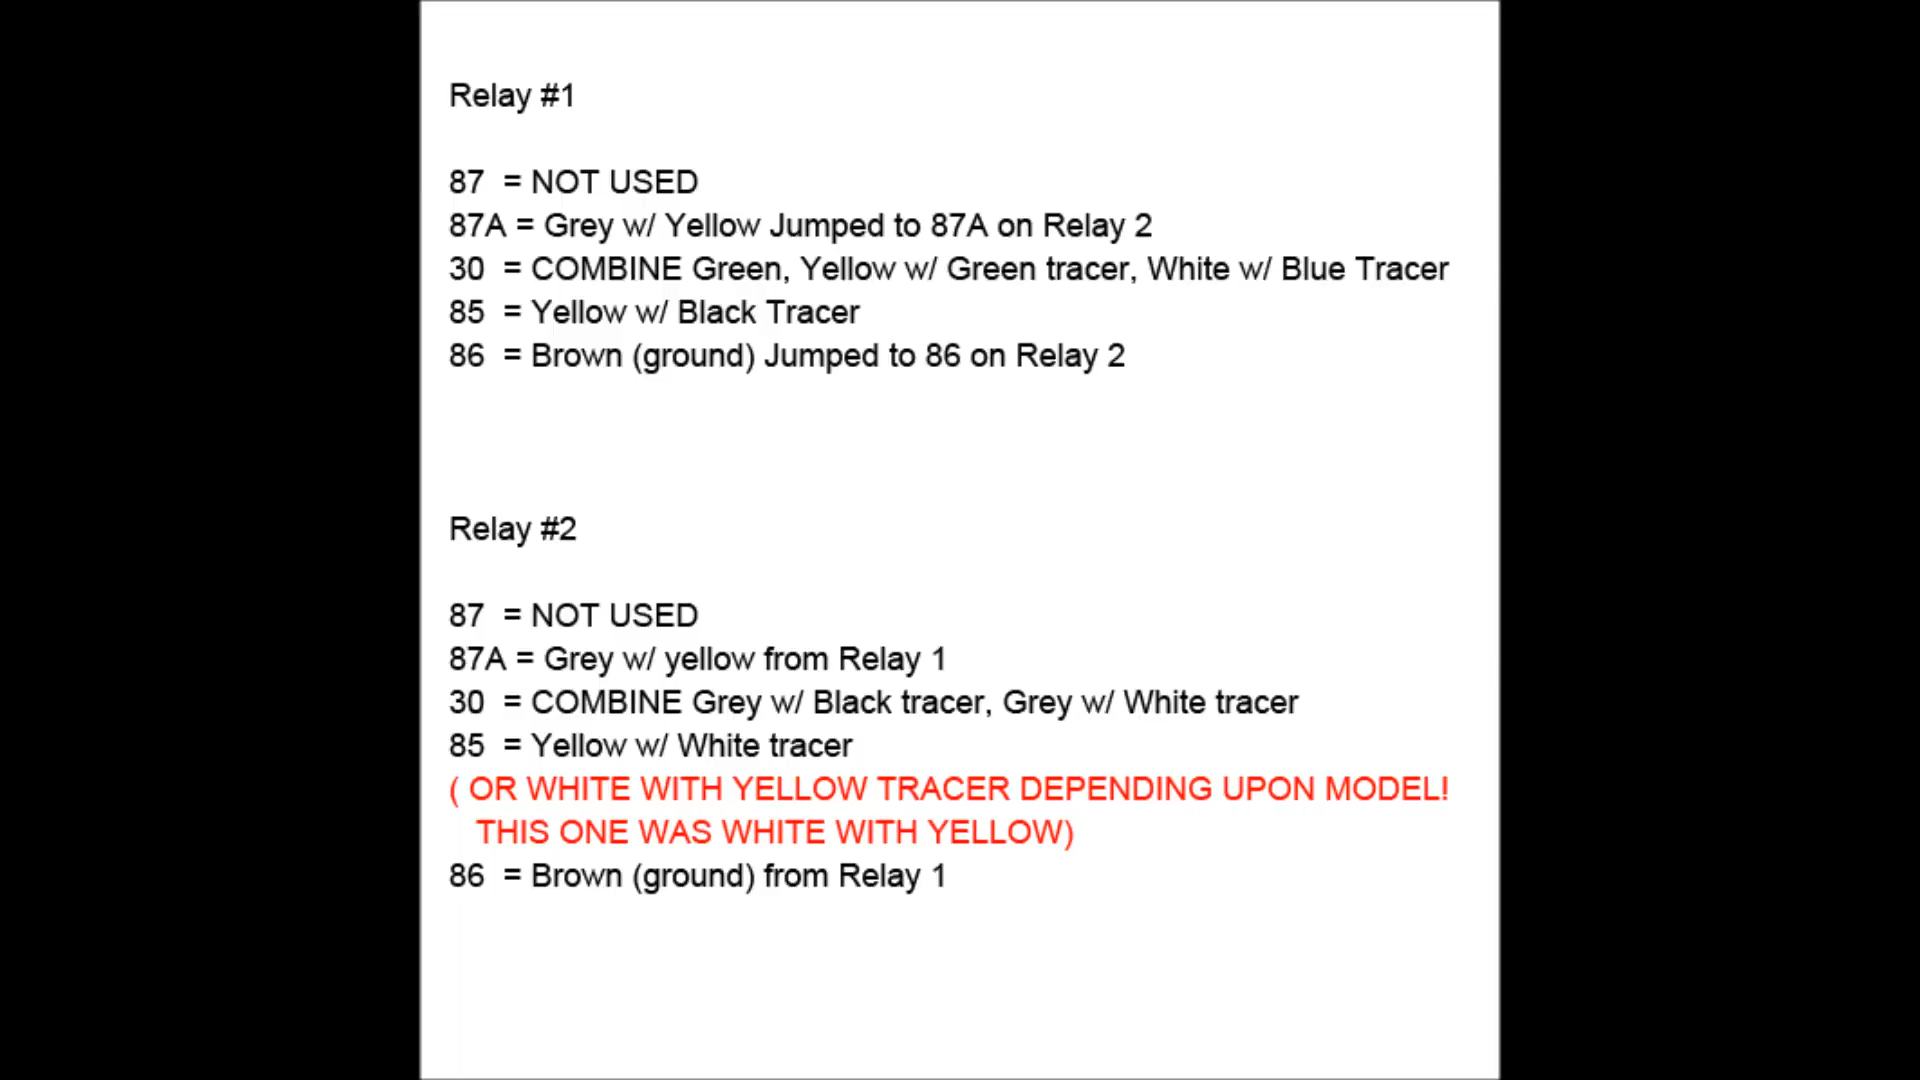 Relay #1
87 = NOT USED
87A = Grey w/ Yellow Jumped to 87A on Relay 2
30 = COMBINE Green, Yellow w/ Green tracer, White w/ Blue Tracer
85 = Yellow w/ Black Tracer
86 = Brown (ground) Jumped to 86 on Relay 2
Relay #2
87 = NOT USED
87A = Grey w/ yellow from Relay 1
30 = COMBINE Grey w/ Black tracer, Grey w/ White tracer
85 = Yellow w/ White tracer
( OR WHITE WITH YELLOW TRACER DEPENDING UPON MODEL!
THIS ONE WAS WHITE WITH YELLOW)
86 = Brown (ground) from Relay 1